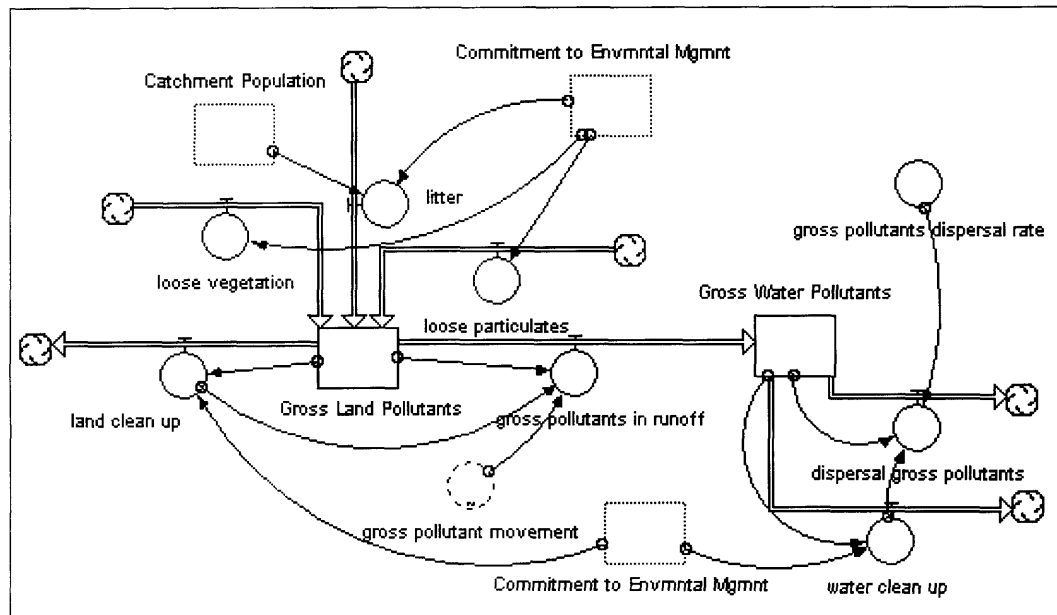 Commitment to Envmntal Mgmnt
Catchment Population
litter
gross pollutants dispersal rate
loose vegetation
Gross Water Pollutants
loose particulates
Gross Land Pollutants
land clean up
gross pollutants in runoff
dispersal gross pollutants
gross pollutant movement
Commitment to Envmntal Mgmnt
water clean up